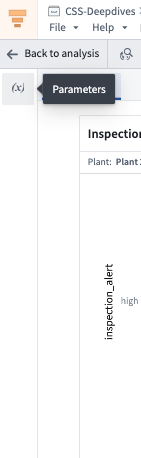 CSS-Deepdives
File Help
Back to analysis
(x)
Parameters
Inspection
Plant: Plant
inspection_alert
high